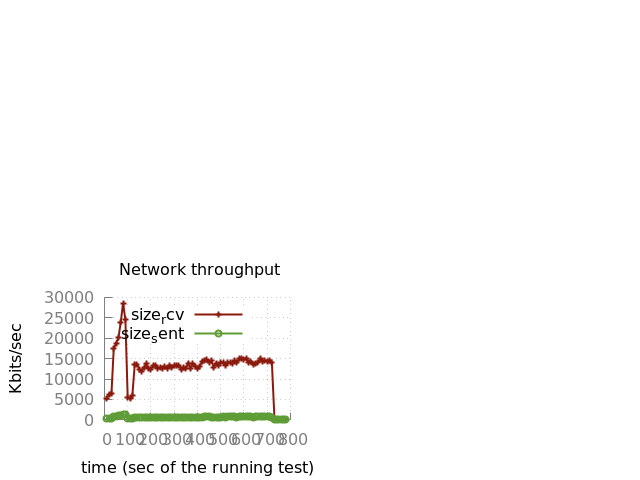 Network throughput
30000
25000
20000
15000
10000
5000
0
Kbits/sec
size_rcv
size_sent
0 100 200 300 400 500 600 700 800
time (sec of the running test)